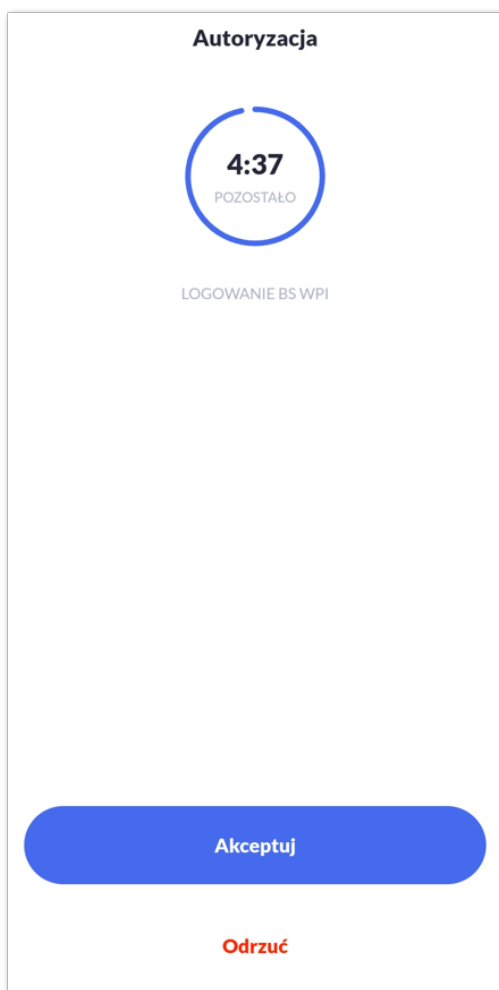 Autoryzacja
4:37
POZOSTAŁO
LOGOWANIE BS WPI
Akceptuj
Odrzuć